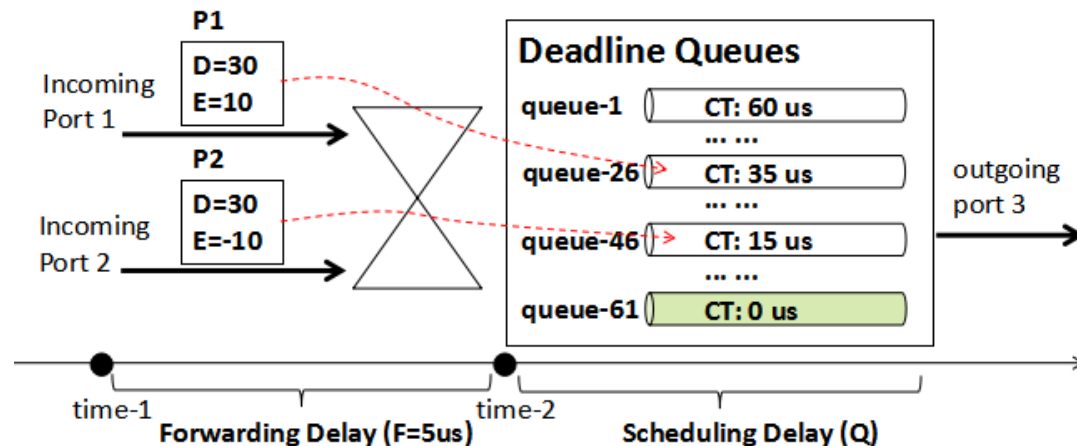 P1
D=30
E=10
Incoming
Port 1
P2
D=30
E=-10
Incoming
Port 2
Deadline Queues
queue-1 CT: 60 us
... ...
queue-26 CT: 35 us
... ...
queue-46 CT: 15 us
... ...
queue-61 CT: 0 us
outgoing
port 3
time-1
time-2
Forwarding Delay (F=5us)
Scheduling Delay (Q)